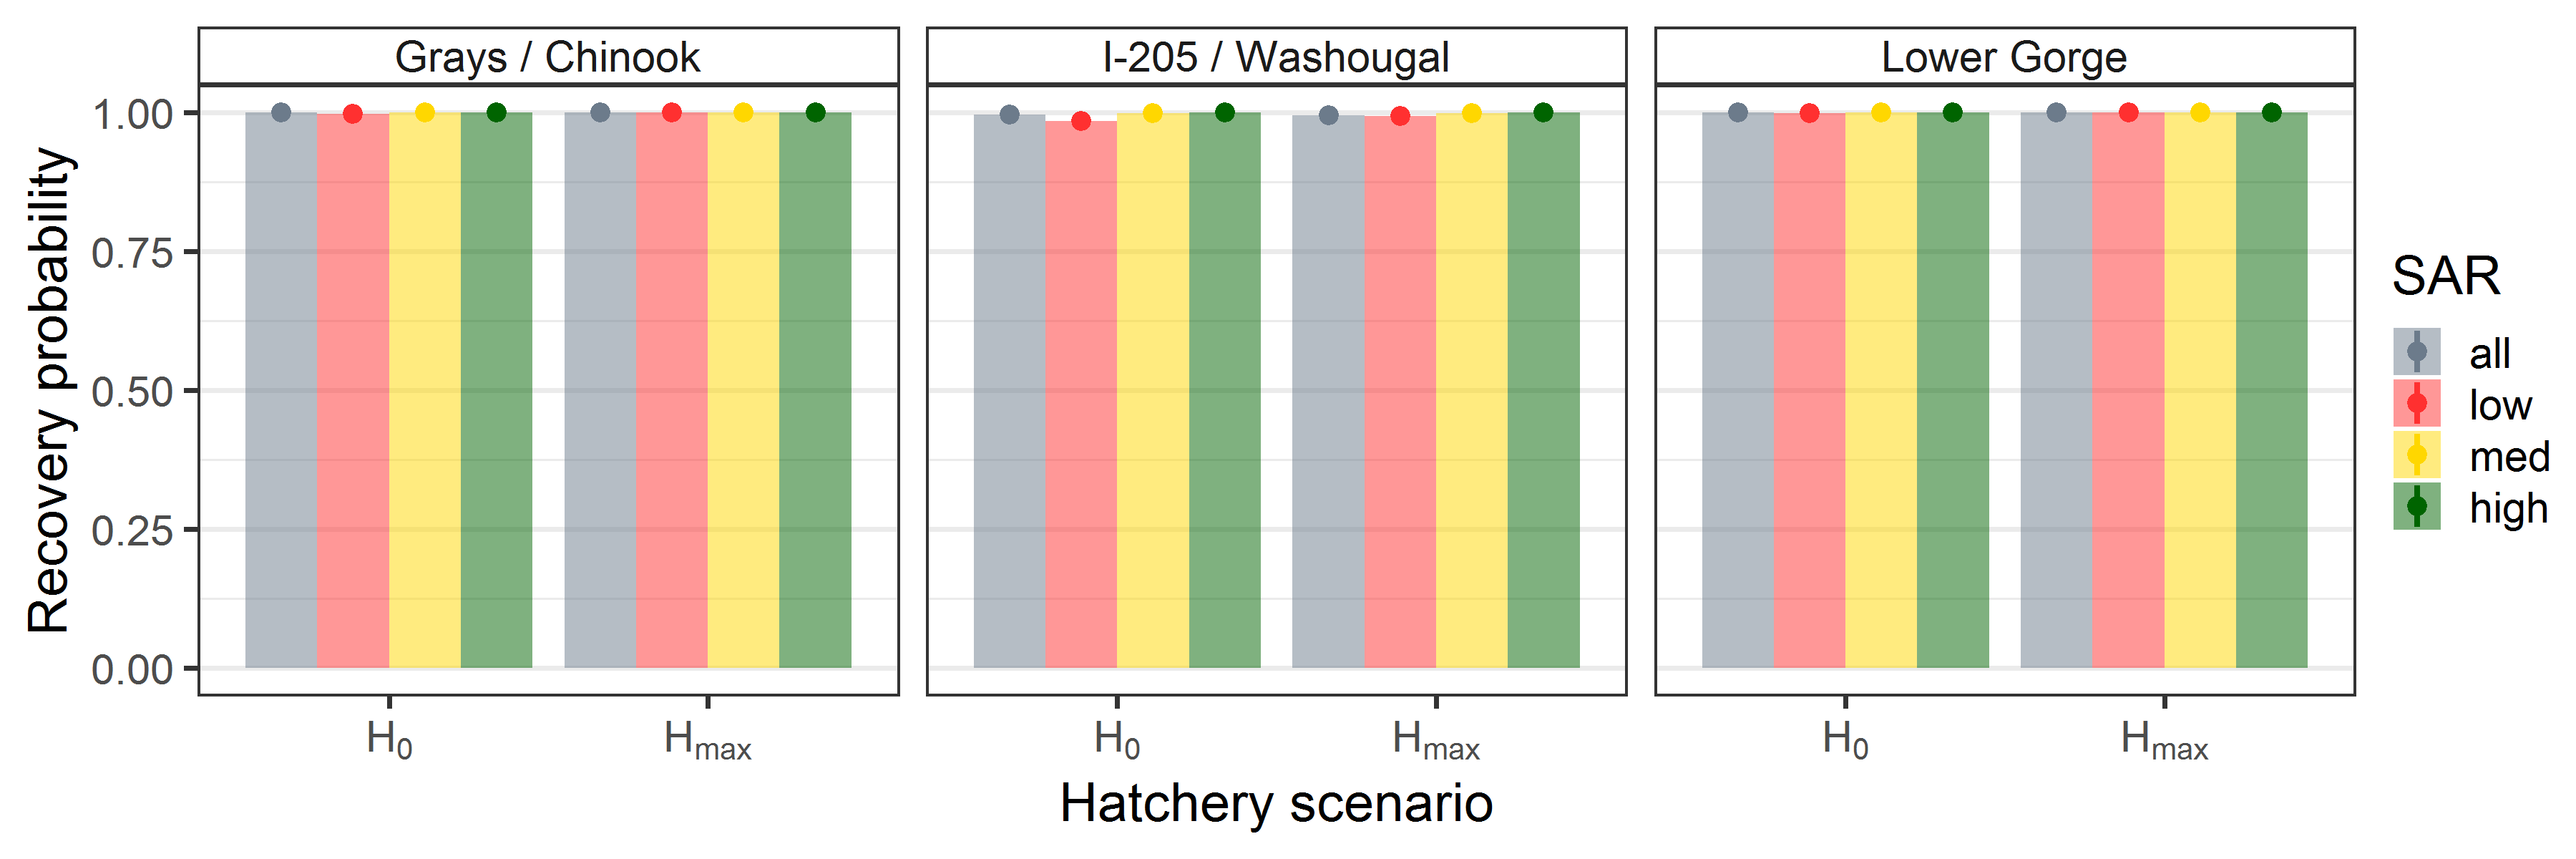 Grays / Chinook
I-205 / Washougal
Lower Gorge
Recovery probability
1.00
0.75
0.50
0.25
0.00
H0
Hmax
H0
Hmax
H0
Hmax
Hatchery scenario
SAR
all
low
med
high